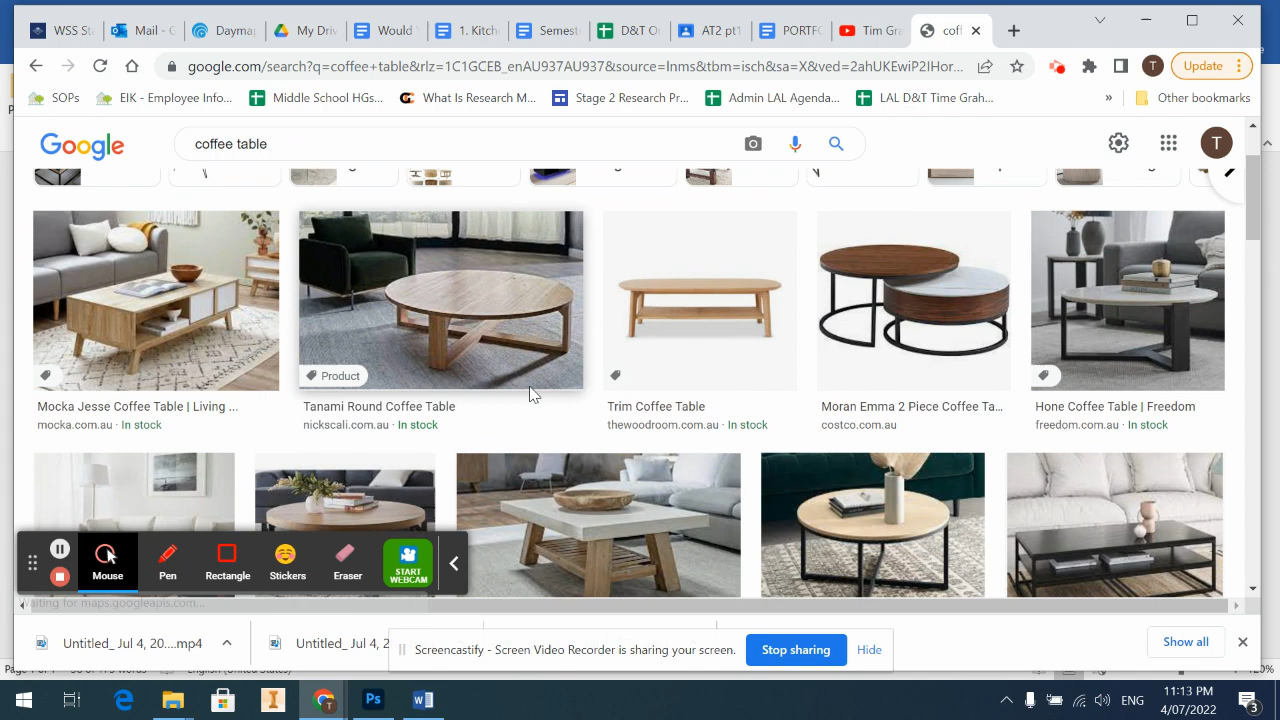 WSS St
Mail - G
Dayma
My Driv
Would
1. Kitch
Semest
D&T O
AT2 pt1
PORTF
Tim Gra
coff
google.com/search?q=coffee+table&rlz=1C1GCEB_enAU937AU937&source=lnms&tbm=isch&sa=X&ved=2ahUKEwiP2IHor...
T
Update
SOPs
EIK - Employee Info...
Middle School HGs...
What Is Research M...
Stage 2 Research Pr...
Admin LAL Agenda...
LAL D&T Time Grah...
»
Other bookmarks
Google
coffee table
T
Product
Mocka Jesse Coffee Table | Living ...
mocka.com.au · In stock
Tanami Round Coffee Table
nickscali.com.au · In stock
Trim Coffee Table
thewoodroom.com.au · In stock
Moran Emma 2 Piece Coffee Ta...
costco.com.au
Hone Coffee Table | Freedom
freedom.com.au · In stock
Mouse
Pen
Rectangle
Stickers
Eraser
START
WEBCAM
Waiting for maps.googleapis.com...
Untitled_ Jul 4, 20....mp4
Untitled_ Jul 4, 2
Screencastify - Screen Video Recorder is sharing your screen.
Stop sharing
Hide
Show all
English (United States)
Ps
ENG
11:13 PM
4/07/2022
3